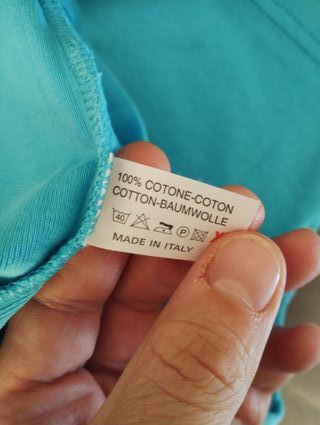 100% COTONE-COTON
COTTON-BAUMWOLLE
40 P
MADE IN ITALY